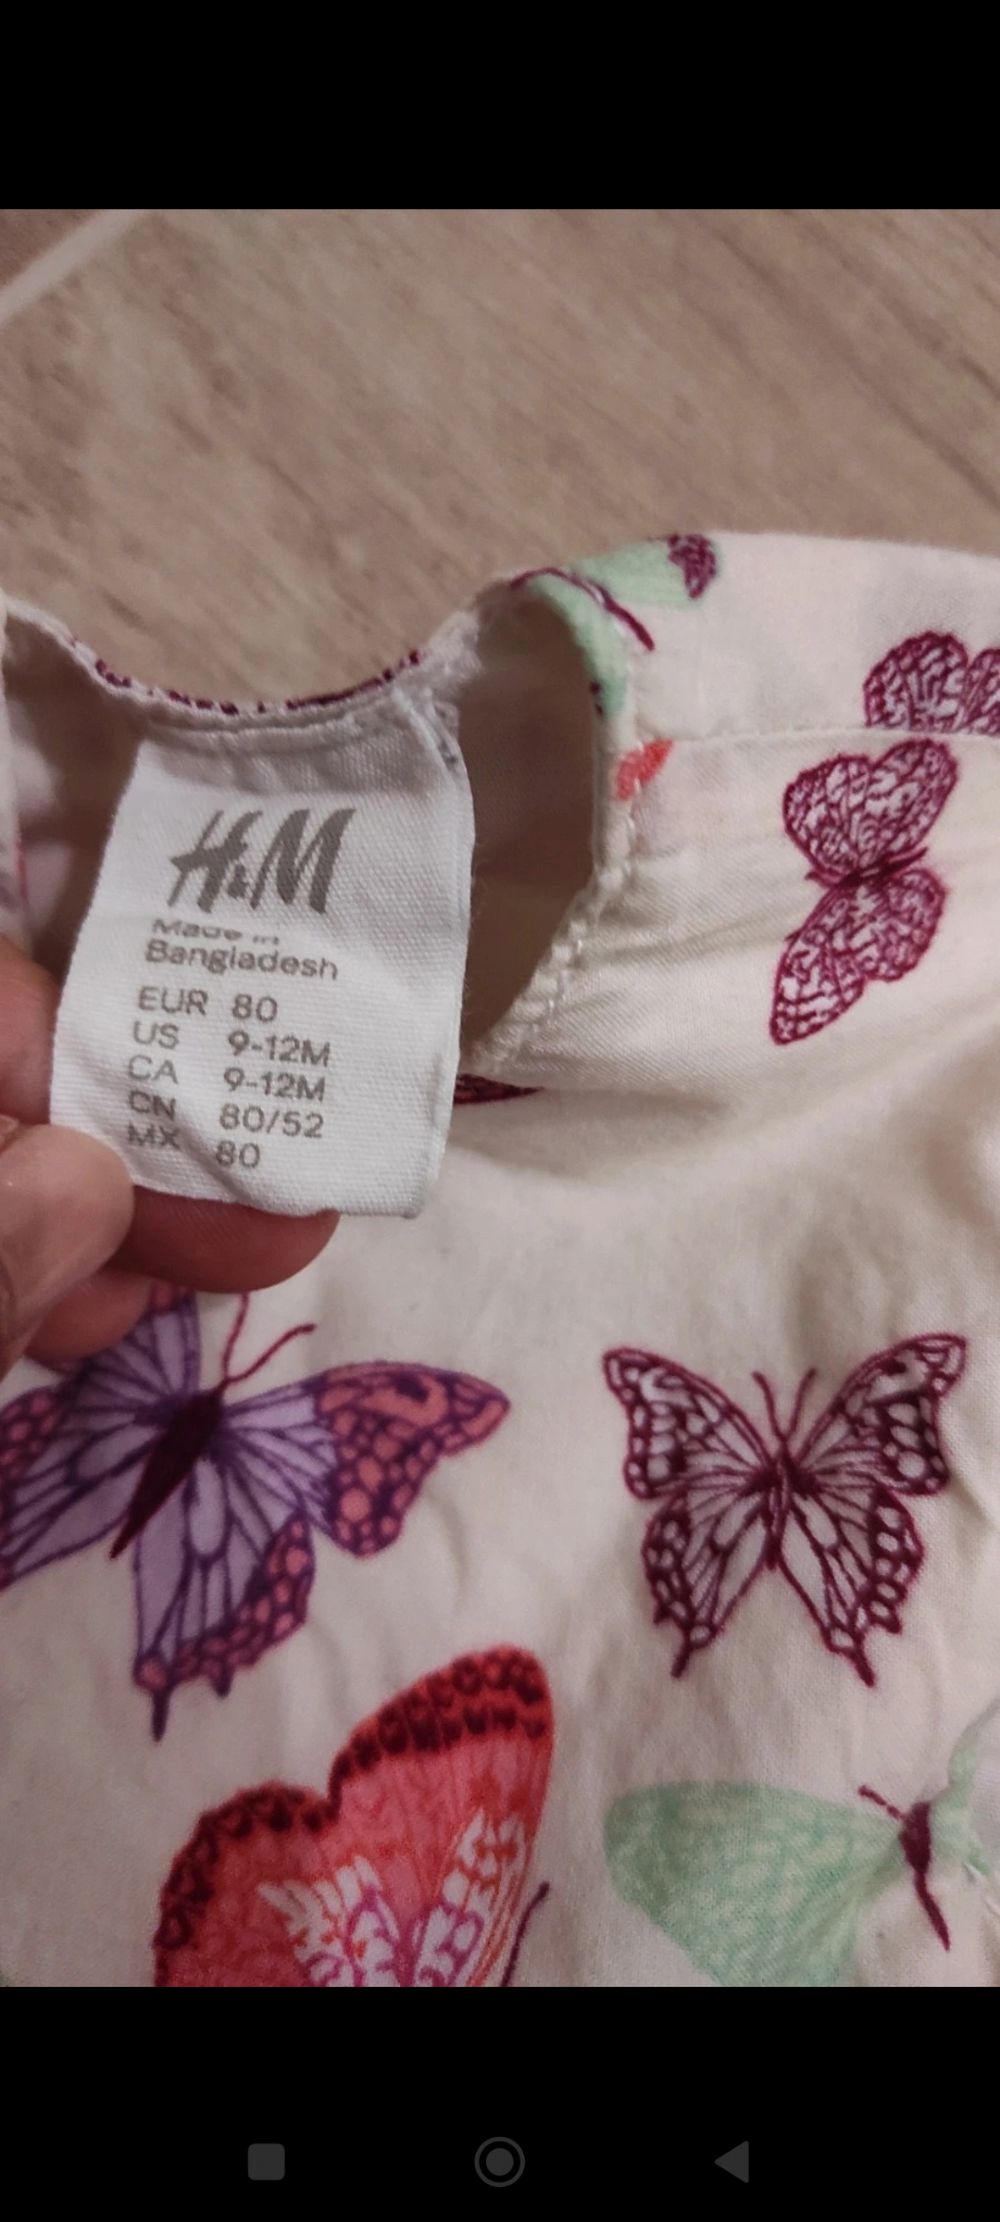 H&M
Made in
Bangladesh
EUR 80
US 9-12M
CA 9-12M
CN 80/52
MX 80